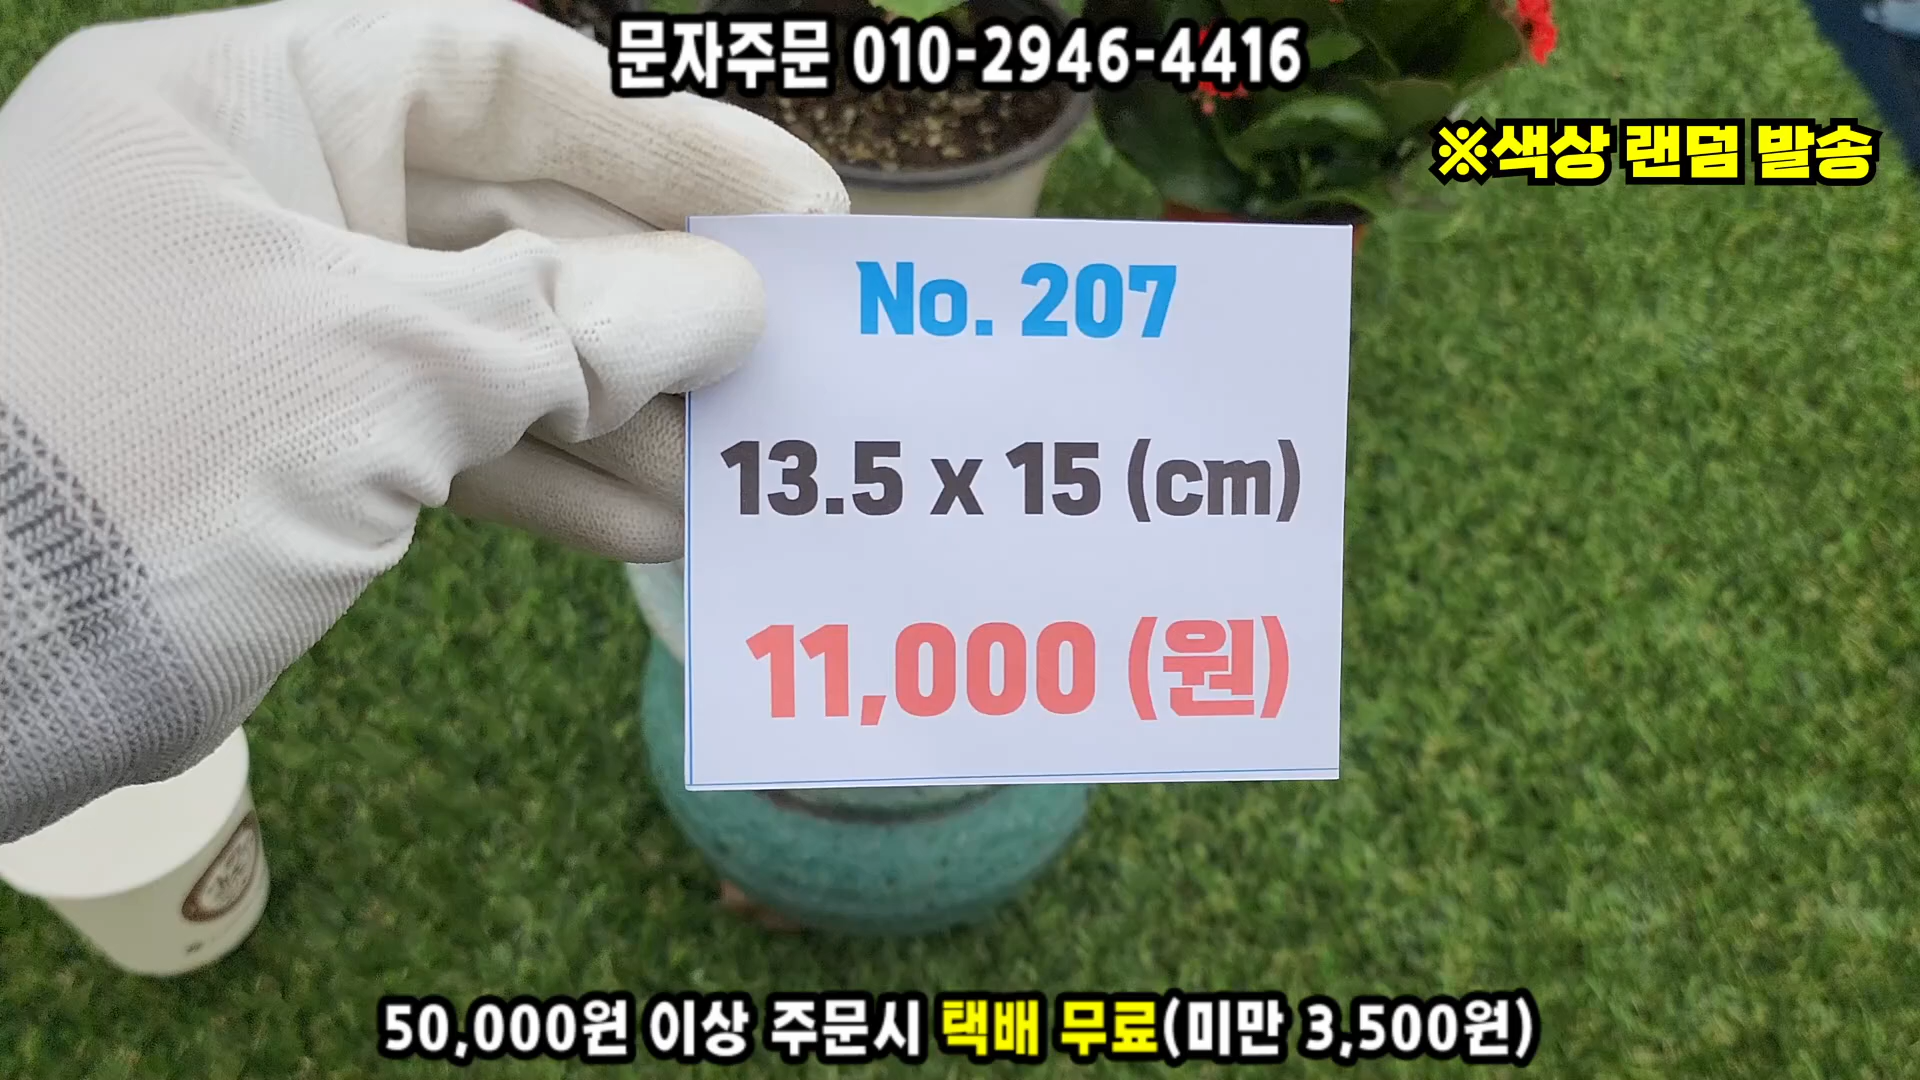 문자주문 010-2946-4416
※색상 랜덤 발송
No. 207
13.5 x 15 (cm)
11,000 (원)
50,000원 이상 주문시 택배 무료(미만 3,500원)